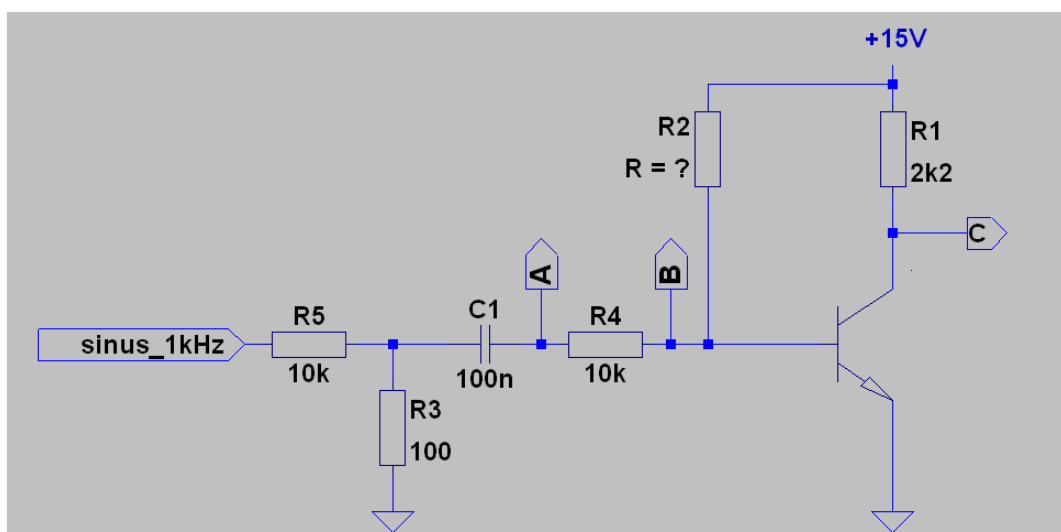 +15V
R2
R = ?
R1
2k2
C
A
B
sinus_1kHz
R5
10k
C1
100n
R4
10k
R3
100